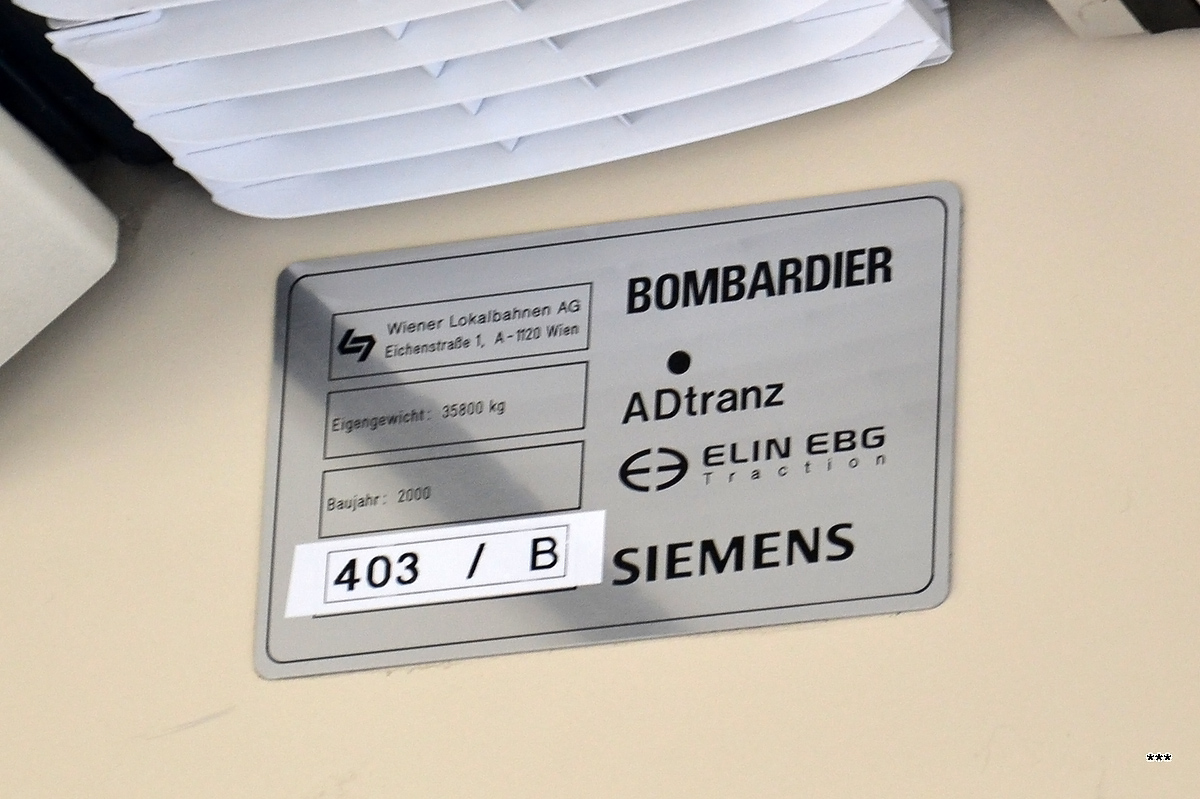 Wiener Lokalbahnen AG
Eichenstraße 1, A-1120 Wien
Eigengewicht: 35800 kg
Baujahr: 2000
403 / B
BOMBARDIER
ADtranz
ELIN EBG
Traction
SIEMENS
***